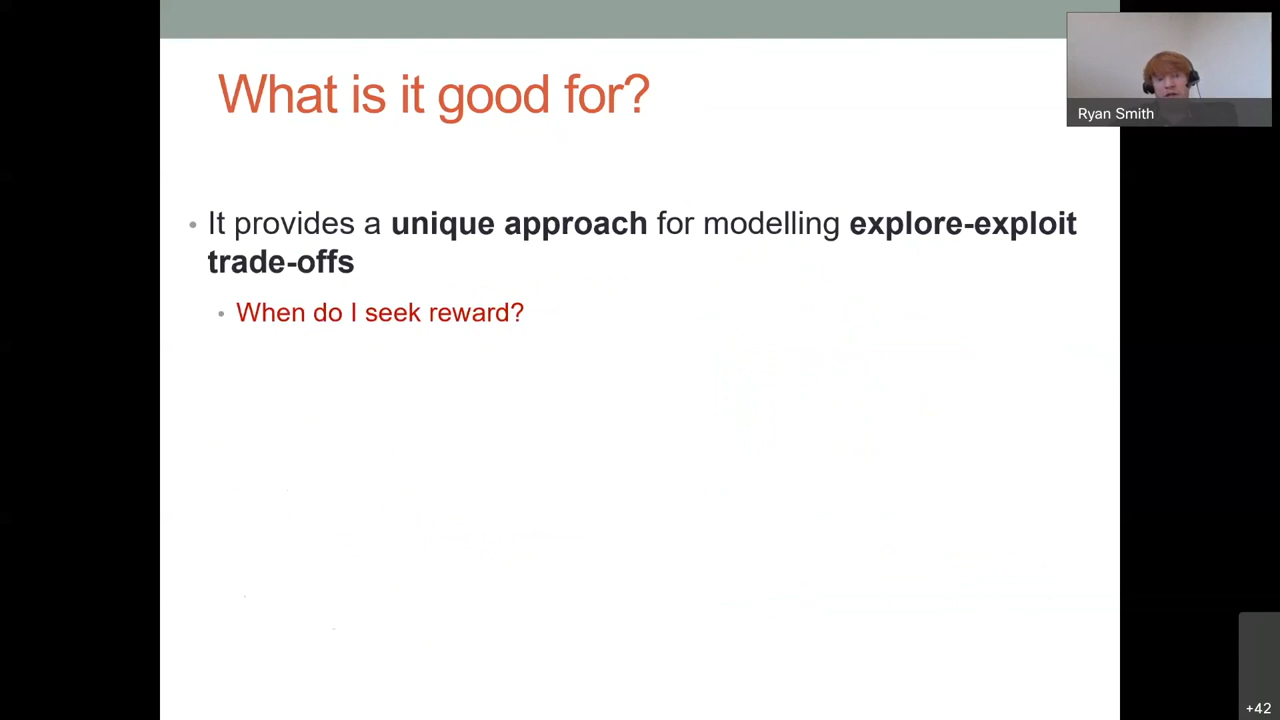 What is it good for?
Ryan Smith
• It provides a unique approach for modelling explore-exploit
trade-offs
• When do I seek reward?
+42